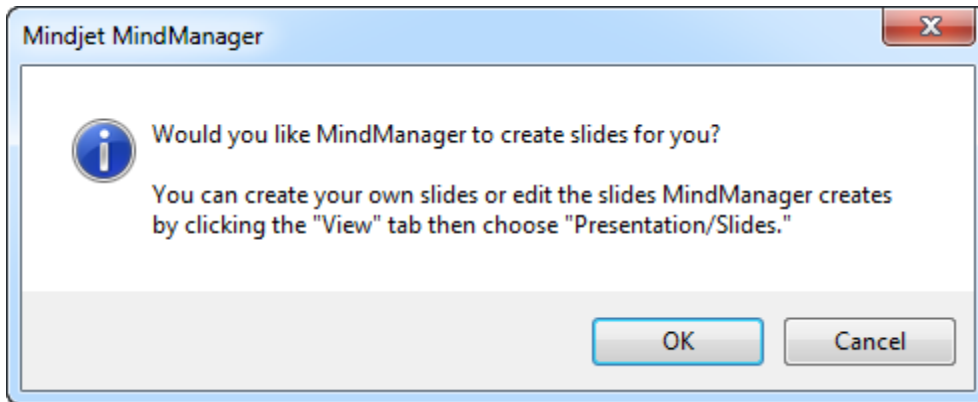 Mindjet MindManager
Would you like MindManager to create slides for you?
You can create your own slides or edit the slides MindManager creates
by clicking the "View" tab then choose "Presentation/Slides."
OK
Cancel